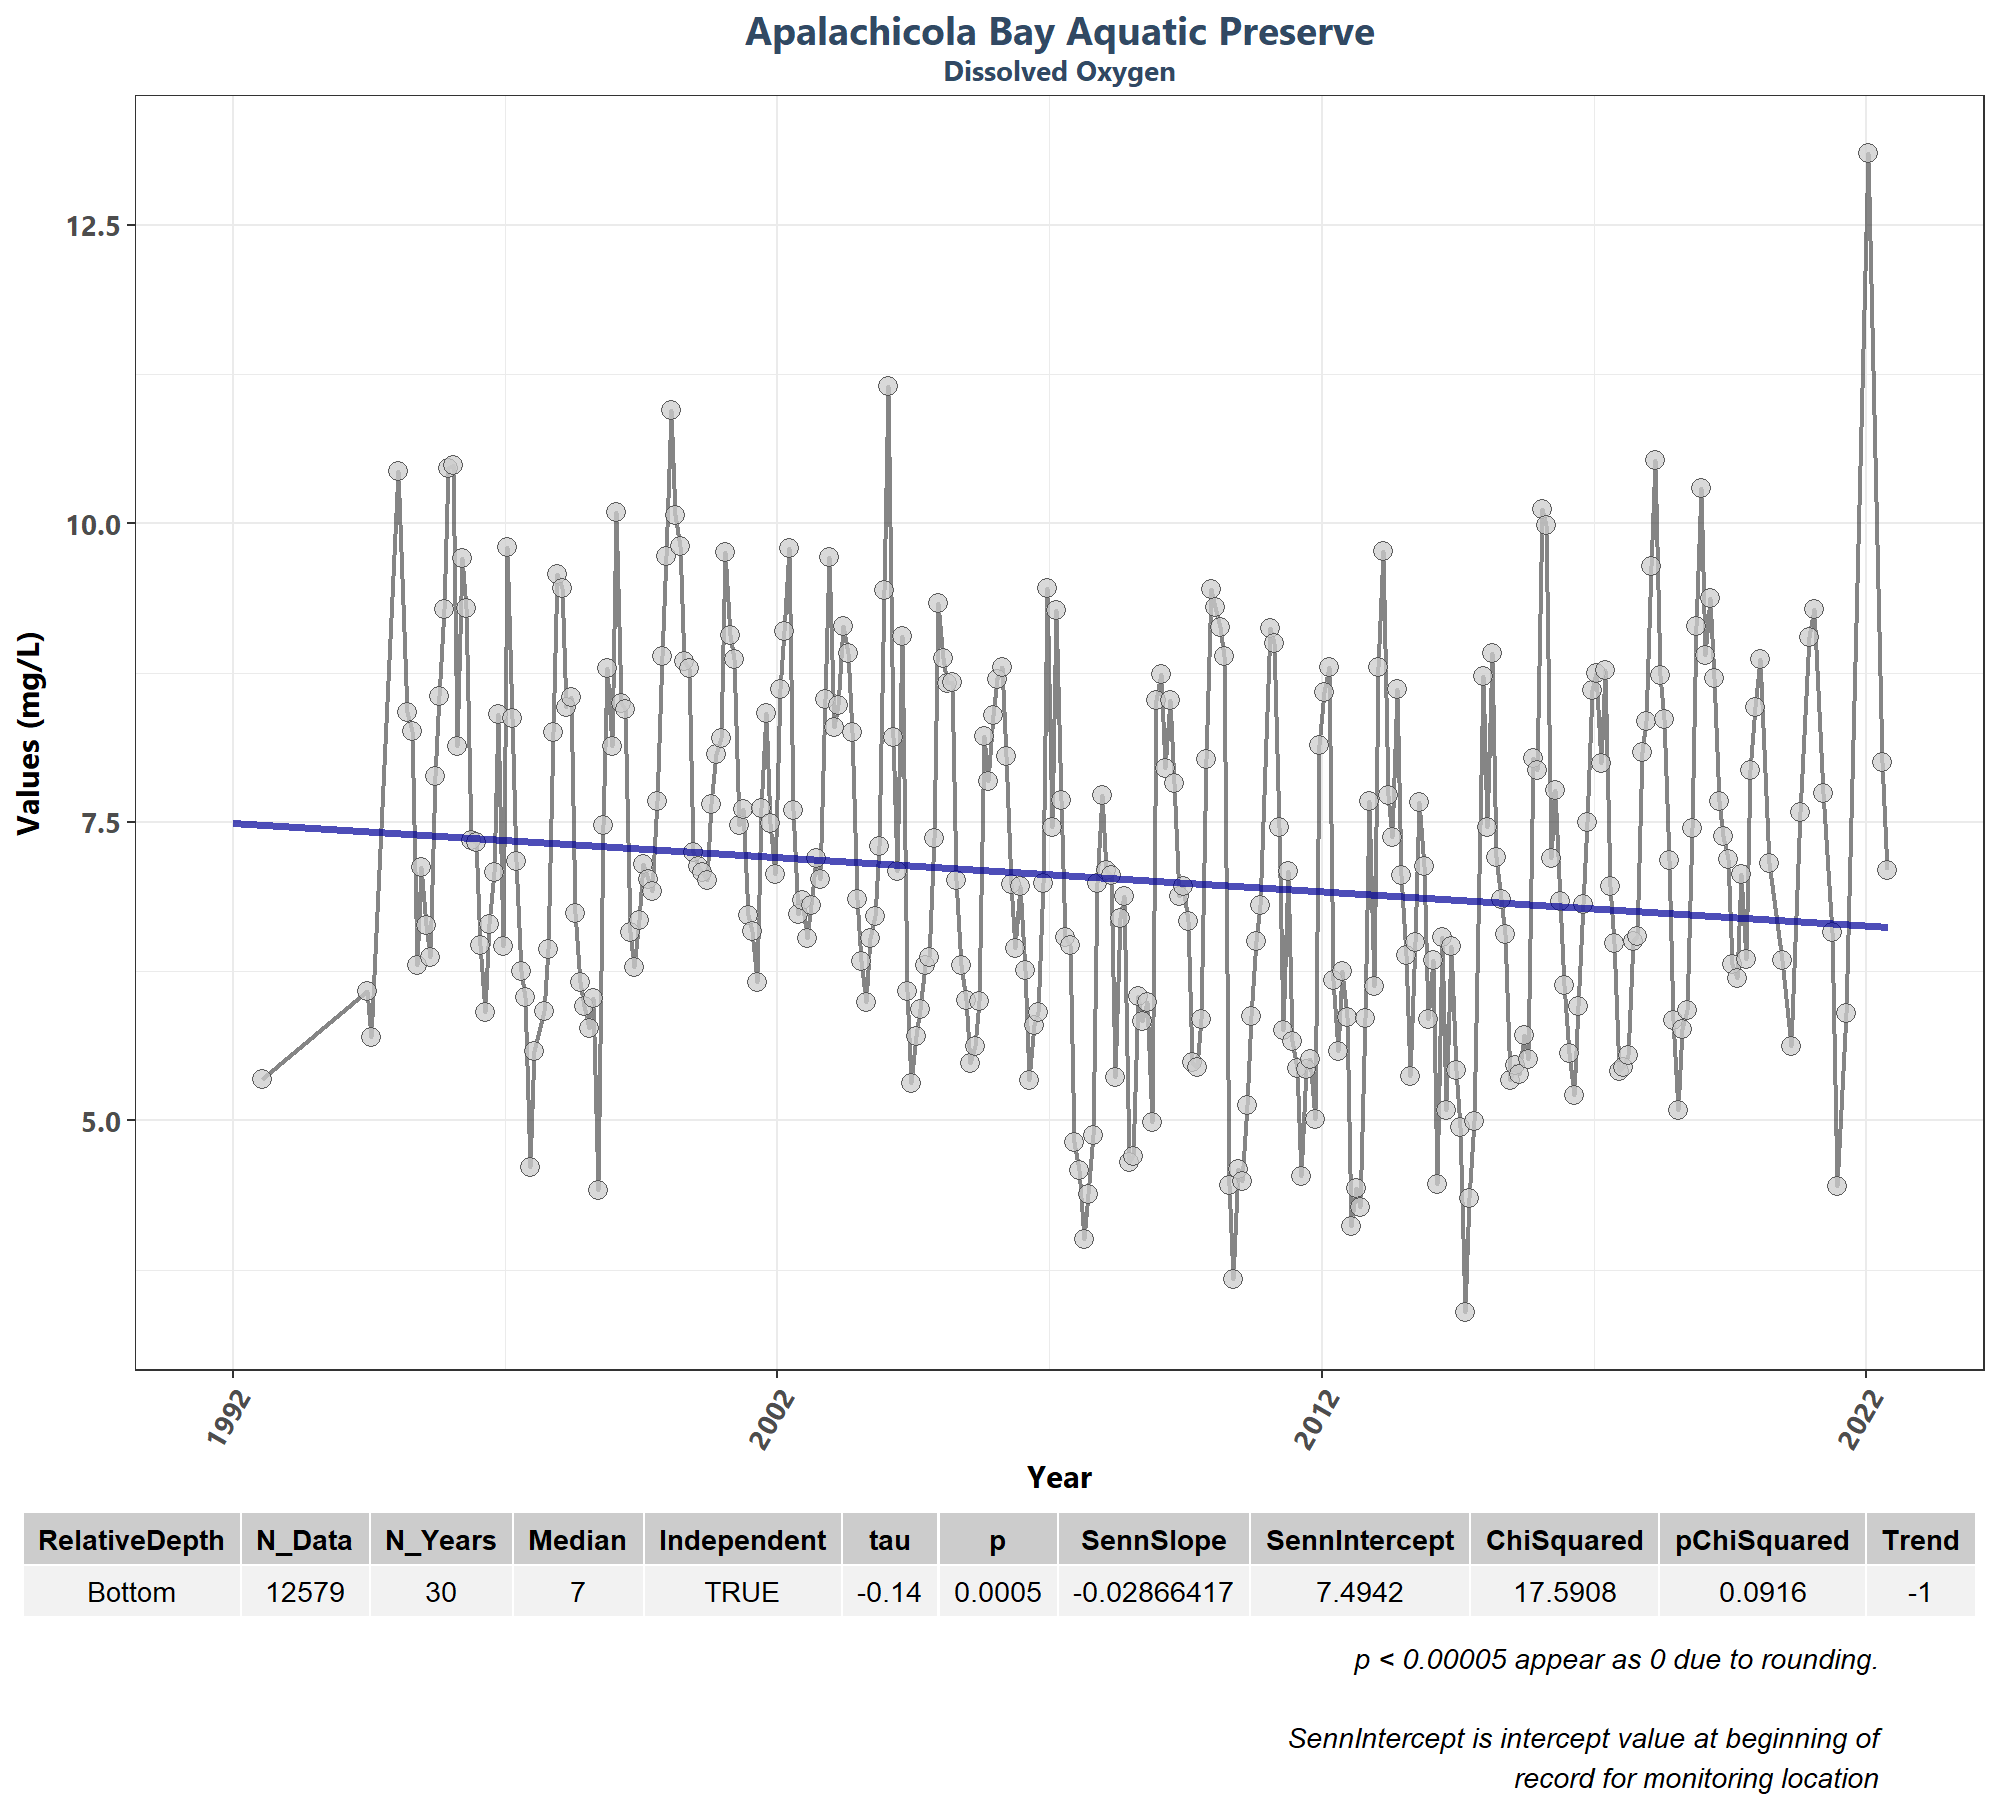 Apalachicola Bay Aquatic Preserve
Dissolved Oxygen
Values (mg/L)
12.5
10.0
7.5
5.0
1992 2002 2012 2022
Year
RelativeDepth N_Data N_Years Median Independent tau p SennSlope SennIntercept ChiSquared pChiSquared Trend
Bottom 12579 30 7 TRUE -0.14 0.0005 -0.02866417 7.4942 17.5908 0.0916 -1
p < 0.00005 appear as 0 due to rounding.
SennIntercept is intercept value at beginning of
record for monitoring location